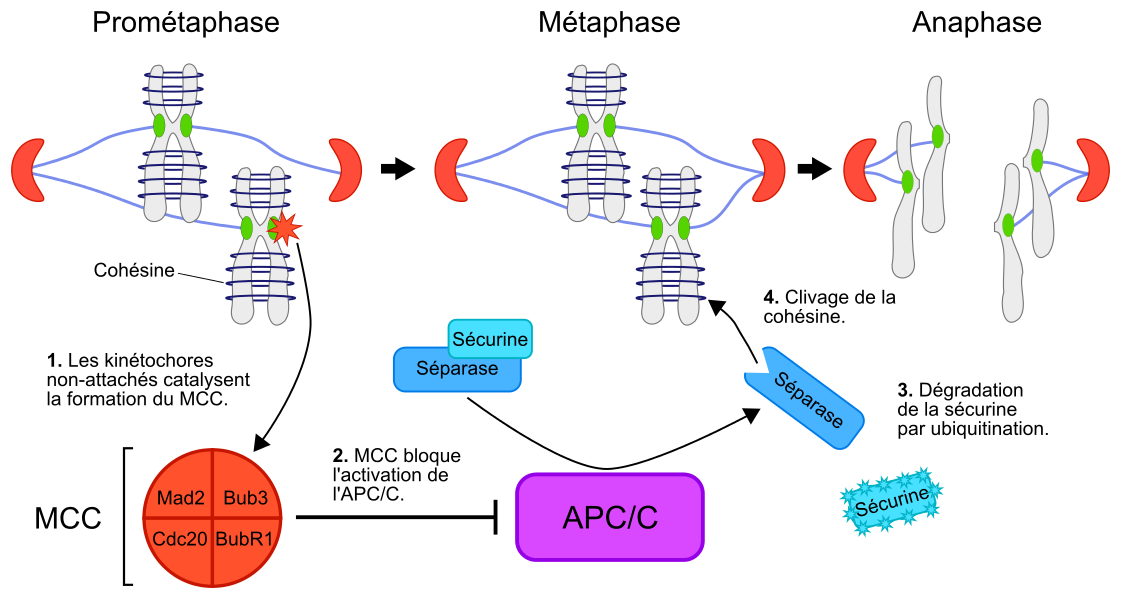 Prométaphase
Métaphase
Anaphase
Cohésine
1. Les kinétochores
non-attachés catalysent
la formation du MCC.
MCC
Mad2
Bub3
Cdc20
BubR1
2. MCC bloque
l'activation de
l'APC/C.
Sécurine
Séparase
APC/C
4. Clivage de la
cohésine.
Séparase
3. Dégradation
de la sécurine
par ubiquitination.
Sécurine